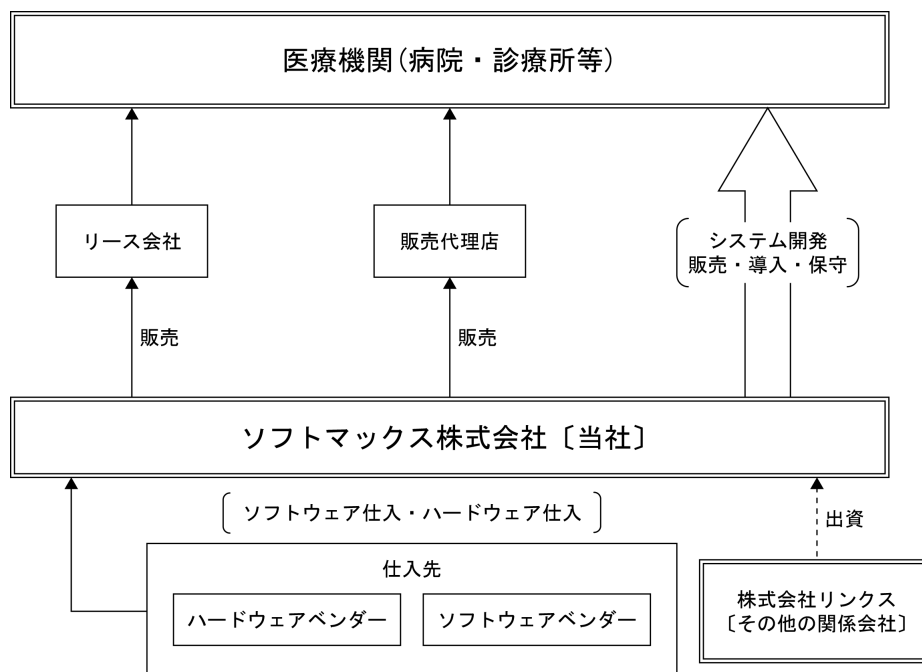 医療機関(病院・診療所等)
リース会社
販売代理店
システム開発
販売・導入・保守
販売
販売
ソフトマックス株式会社〔当社〕
ソフトウェア仕入・ハードウェア仕入
出資
仕入先
ハードウェアベンダー
ソフトウェアベンダー
株式会社リンクス
〔その他の関係会社〕